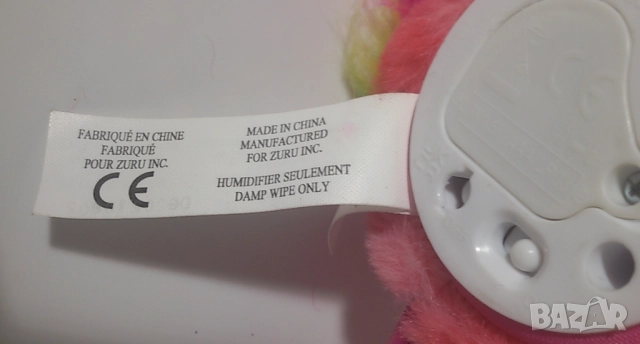 FABRIQUÉ EN CHINE
FABRIQUÉ
POUR ZURU INC.
CE
MADE IN CHINA
MANUFACTURED
FOR ZURU INC.
HUMIDIFIER SEULEMENT
DAMP WIPE ONLY
BAZAR